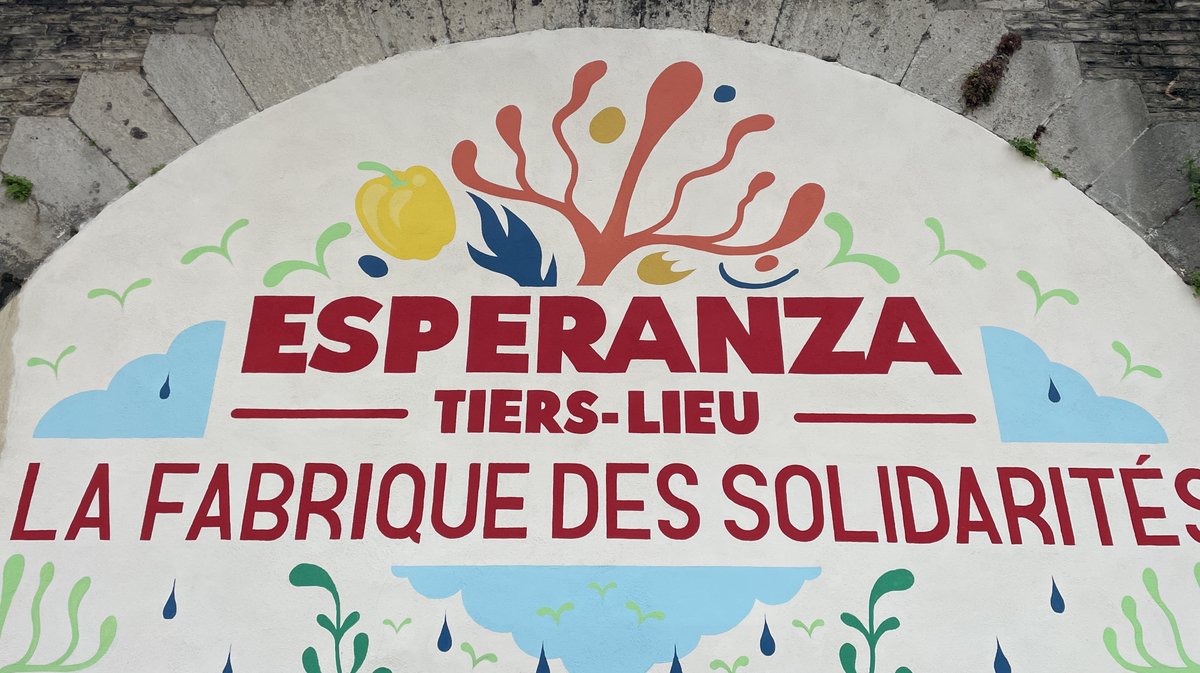 ESPERANZA
TIERS-LIEU
LA FABRIQUE DES SOLIDARITÉS